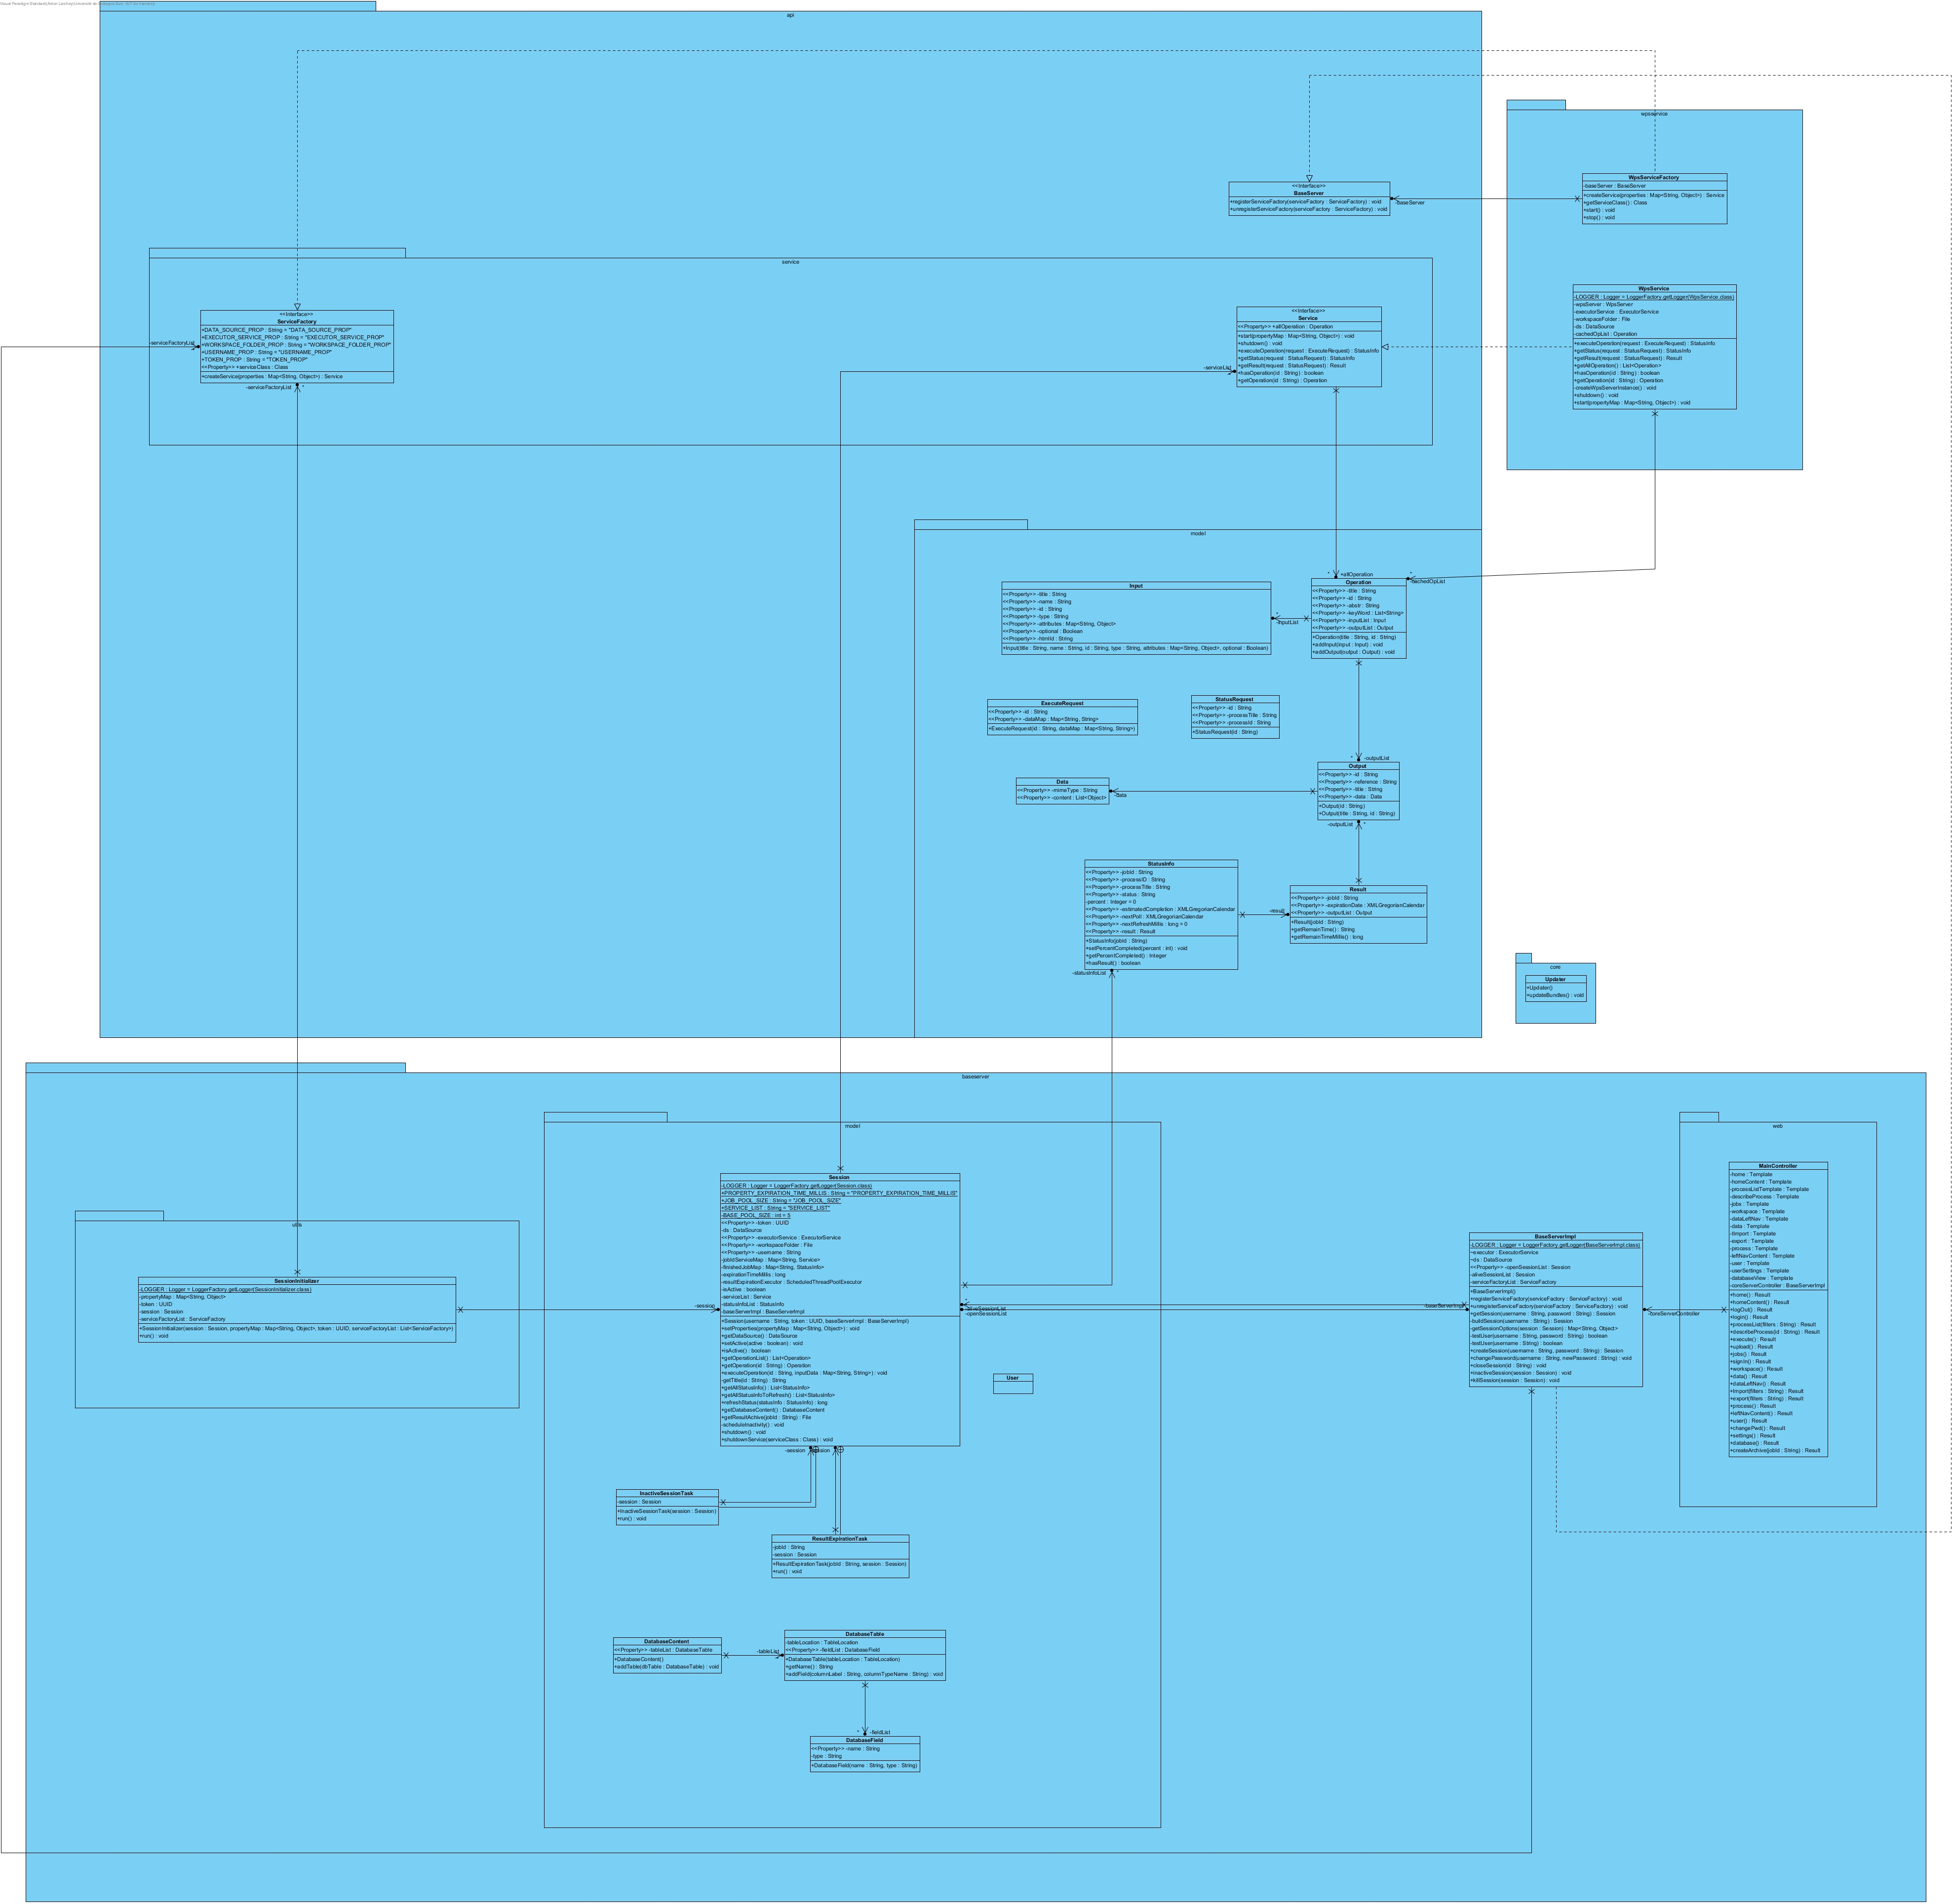 api
wpsservice
<<Interface>>
BaseServer
+registerServiceFactory(serviceFactory : ServiceFactory) : void
+unregisterServiceFactory(serviceFactory : ServiceFactory) : void
-baseServer
WpsServiceFactory
-baseServer : BaseServer
+createService(properties : Map<String, Object>) : Service
+getServiceClass() : Class
+start() : void
+stop() : void
service
<<Interface>>
ServiceFactory
+DATA_SOURCE_PROP : String = "DATA_SOURCE_PROP"
+EXECUTOR_SERVICE_PROP : String = "EXECUTOR_SERVICE_PROP"
+WORKSPACE_FOLDER_PROP : String = "WORKSPACE_FOLDER_PROP"
+USERNAME_PROP : String = "USERNAME_PROP"
+TOKEN_PROP : String = "TOKEN_PROP"
<<Property>> +serviceClass : Class
+createService(properties : Map<String, Object>) : Service
-serviceFactoryList
-serviceFactoryList
*
<<Interface>>
Service
<<Property>> +allOperation : Operation
+start(propertyMap : Map<String, Object>) : void
+shutdown() : void
+executeOperation(request : ExecuteRequest) : StatusInfo
+getStatus(request : StatusRequest) : StatusInfo
+getResult(request : StatusRequest) : Result
+hasOperation(id : String) : boolean
+getOperation(id : String) : Operation
-serviceList
WpsService
-LOGGER : Logger = LoggerFactory.getLogger(WpsService.class)
-wpsServer : WpsServer
-executorService : ExecutorService
-workspaceFolder : File
-ds : DataSource
-cachedOpList : Operation
+executeOperation(request : ExecuteRequest) : StatusInfo
+getStatus(request : StatusRequest) : StatusInfo
+getResult(request : StatusRequest) : Result
+getAllOperation() : List<Operation>
+hasOperation(id : String) : boolean
+getOperation(id : String) : Operation
-createWpsServerInstance() : void
+shutdown() : void
+start(propertyMap : Map<String, Object>) : void
model
* +allOperation
*
-cachedOpList
Input
<<Property>> -title : String
<<Property>> -name : String
<<Property>> -id : String
<<Property>> -type : String
<<Property>> -attributes : Map<String, Object>
<<Property>> -optional : Boolean
<<Property>> -htmlId : String
+Input(title : String, name : String, id : String, type : String, attributes : Map<String, Object>, optional : Boolean)
*
-inputList
Operation
<<Property>> -title : String
<<Property>> -id : String
<<Property>> -abstr : String
<<Property>> -keyWord : List<String>
<<Property>> -inputList : Input
<<Property>> -outputList : Output
+Operation(title : String, id : String)
+addInput(input : Input) : void
+addOutput(output : Output) : void
ExecuteRequest
<<Property>> -id : String
<<Property>> -dataMap : Map<String, String>
+ExecuteRequest(id : String, dataMap : Map<String, String>)
StatusRequest
<<Property>> -id : String
<<Property>> -processTitle : String
<<Property>> -processId : String
+StatusRequest(id : String)
* -outputList
Data
<<Property>> -mimeType : String
<<Property>> -content : List<Object>
-data
Output
<<Property>> -id : String
<<Property>> -reference : String
<<Property>> -title : String
<<Property>> -data : Data
+Output(id : String)
+Output(title : String, id : String)
-outputList *
StatusInfo
<<Property>> -jobId : String
<<Property>> -processID : String
<<Property>> -processTitle : String
<<Property>> -status : String
-percent : Integer = 0
<<Property>> -estimatedCompletion : XMLGregorianCalendar
<<Property>> -nextPoll : XMLGregorianCalendar
<<Property>> -nextRefreshMillis : long = 0
<<Property>> -result : Result
+StatusInfo(jobId : String)
+setPercentCompleted(percent : int) : void
+getPercentCompleted() : Integer
+hasResult() : boolean
-statusInfoList *
-result
Result
<<Property>> -jobId : String
<<Property>> -expirationDate : XMLGregorianCalendar
<<Property>> -outputList : Output
+Result(jobId : String)
+getRemainTime() : String
+getRemainTimeMillis() : long
core
Updater
+Updater()
+updateBundles() : void
baseserver
utils
SessionInitializer
-LOGGER : Logger = LoggerFactory.getLogger(SessionInitializer.class)
-propertyMap : Map<String, Object>
-token : UUID
-session : Session
-serviceFactoryList : ServiceFactory
+SessionInitializer(session : Session, propertyMap : Map<String, Object>, token : UUID, serviceFactoryList : List<ServiceFactory>)
+run() : void
-session
model
Session
-LOGGER : Logger = LoggerFactory.getLogger(Session.class)
+PROPERTY_EXPIRATION_TIME_MILLIS : String = "PROPERTY_EXPIRATION_TIME_MILLIS"
+JOB_POOL_SIZE : String = "JOB_POOL_SIZE"
+SERVICE_LIST : String = "SERVICE_LIST"
-BASE_POOL_SIZE : int = 5
<<Property>> -token : UUID
-ds : DataSource
<<Property>> -executorService : ExecutorService
<<Property>> -workspaceFolder : File
<<Property>> -username : String
-jobIdServiceMap : Map<String, Service>
-finishedJobMap : Map<String, StatusInfo>
-expirationTimeMillis : long
-resultExpirationExecutor : ScheduledThreadPoolExecutor
-isActive : boolean
-serviceList : Service
-statusInfoList : StatusInfo
-baseServerImpl : BaseServerImpl
+Session(username : String, token : UUID, baseServerImpl : BaseServerImpl)
+setProperties(propertyMap : Map<String, Object>) : void
+getDataSource() : DataSource
+setActive(active : boolean) : void
+isActive() : boolean
+getOperationList() : List<Operation>
+getOperation(id : String) : Operation
+executeOperation(id : String, inputData : Map<String, String>) : void
-getTitle(id : String) : String
+getAllStatusInfo() : List<StatusInfo>
+getAllStatusInfoToRefresh() : List<StatusInfo>
+refreshStatus(statusInfo : StatusInfo) : long
+getDatabaseContent() : DatabaseContent
+getResultAchive(jobId : String) : File
-scheduleInactivity() : void
+shutdown() : void
+shutdownService(serviceClass : Class) : void
*
-aliveSessionList
-openSessionList
-baseServerImpl
BaseServerImpl
-LOGGER : Logger = LoggerFactory.getLogger(BaseServerImpl.class)
~executor : ExecutorService
~ds : DataSource
<<Property>> -openSessionList : Session
-aliveSessionList : Session
-serviceFactoryList : ServiceFactory
+BaseServerImpl()
+registerServiceFactory(serviceFactory : ServiceFactory) : void
+unregisterServiceFactory(serviceFactory : ServiceFactory) : void
+getSession(username : String, password : String) : Session
-buildSession(username : String) : Session
-getSessionOptions(session : Session) : Map<String, Object>
-testUser(username : String, password : String) : boolean
-testUser(username : String) : boolean
+createSession(username : String, password : String) : Session
+changePassword(username : String, newPassword : String) : void
+closeSession(id : String) : void
+inactiveSession(session : Session) : void
+killSession(session : Session) : void
-coreServerController
web
MainController
-home : Template
-homeContent : Template
-processListTemplate : Template
-describeProcess : Template
-jobs : Template
-workspace : Template
-dataLeftNav : Template
-data : Template
-tImport : Template
-export : Template
-process : Template
-leftNavContent : Template
-user : Template
-userSettings : Template
-databaseView : Template
-coreServerController : BaseServerImpl
+home() : Result
+homeContent() : Result
+logOut() : Result
+login() : Result
+processList(filters : String) : Result
+describeProcess(id : String) : Result
+execute() : Result
+upload() : Result
+jobs() : Result
+signIn() : Result
+workspace() : Result
+data() : Result
+dataLeftNav() : Result
+Import(filters : String) : Result
+export(filters : String) : Result
+process() : Result
+leftNavContent() : Result
+user() : Result
+changePwd() : Result
+settings() : Result
+database() : Result
+createArchive(jobId : String) : Result
User
-session
InactiveSessionTask
-session : Session
+InactiveSessionTask(session : Session)
+run() : void
ResultExpirationTask
-jobId : String
-session : Session
+ResultExpirationTask(jobId : String, session : Session)
+run() : void
DatabaseContent
<<Property>> -tableList : DatabaseTable
+DatabaseContent()
+addTable(dbTable : DatabaseTable) : void
-tableList
DatabaseTable
-tableLocation : TableLocation
<<Property>> -fieldList : DatabaseField
+DatabaseTable(tableLocation : TableLocation)
+getName() : String
+addField(columnLabel : String, columnTypeName : String) : void
* -fieldList
DatabaseField
<<Property>> -name : String
-type : String
+DatabaseField(name : String, type : String)